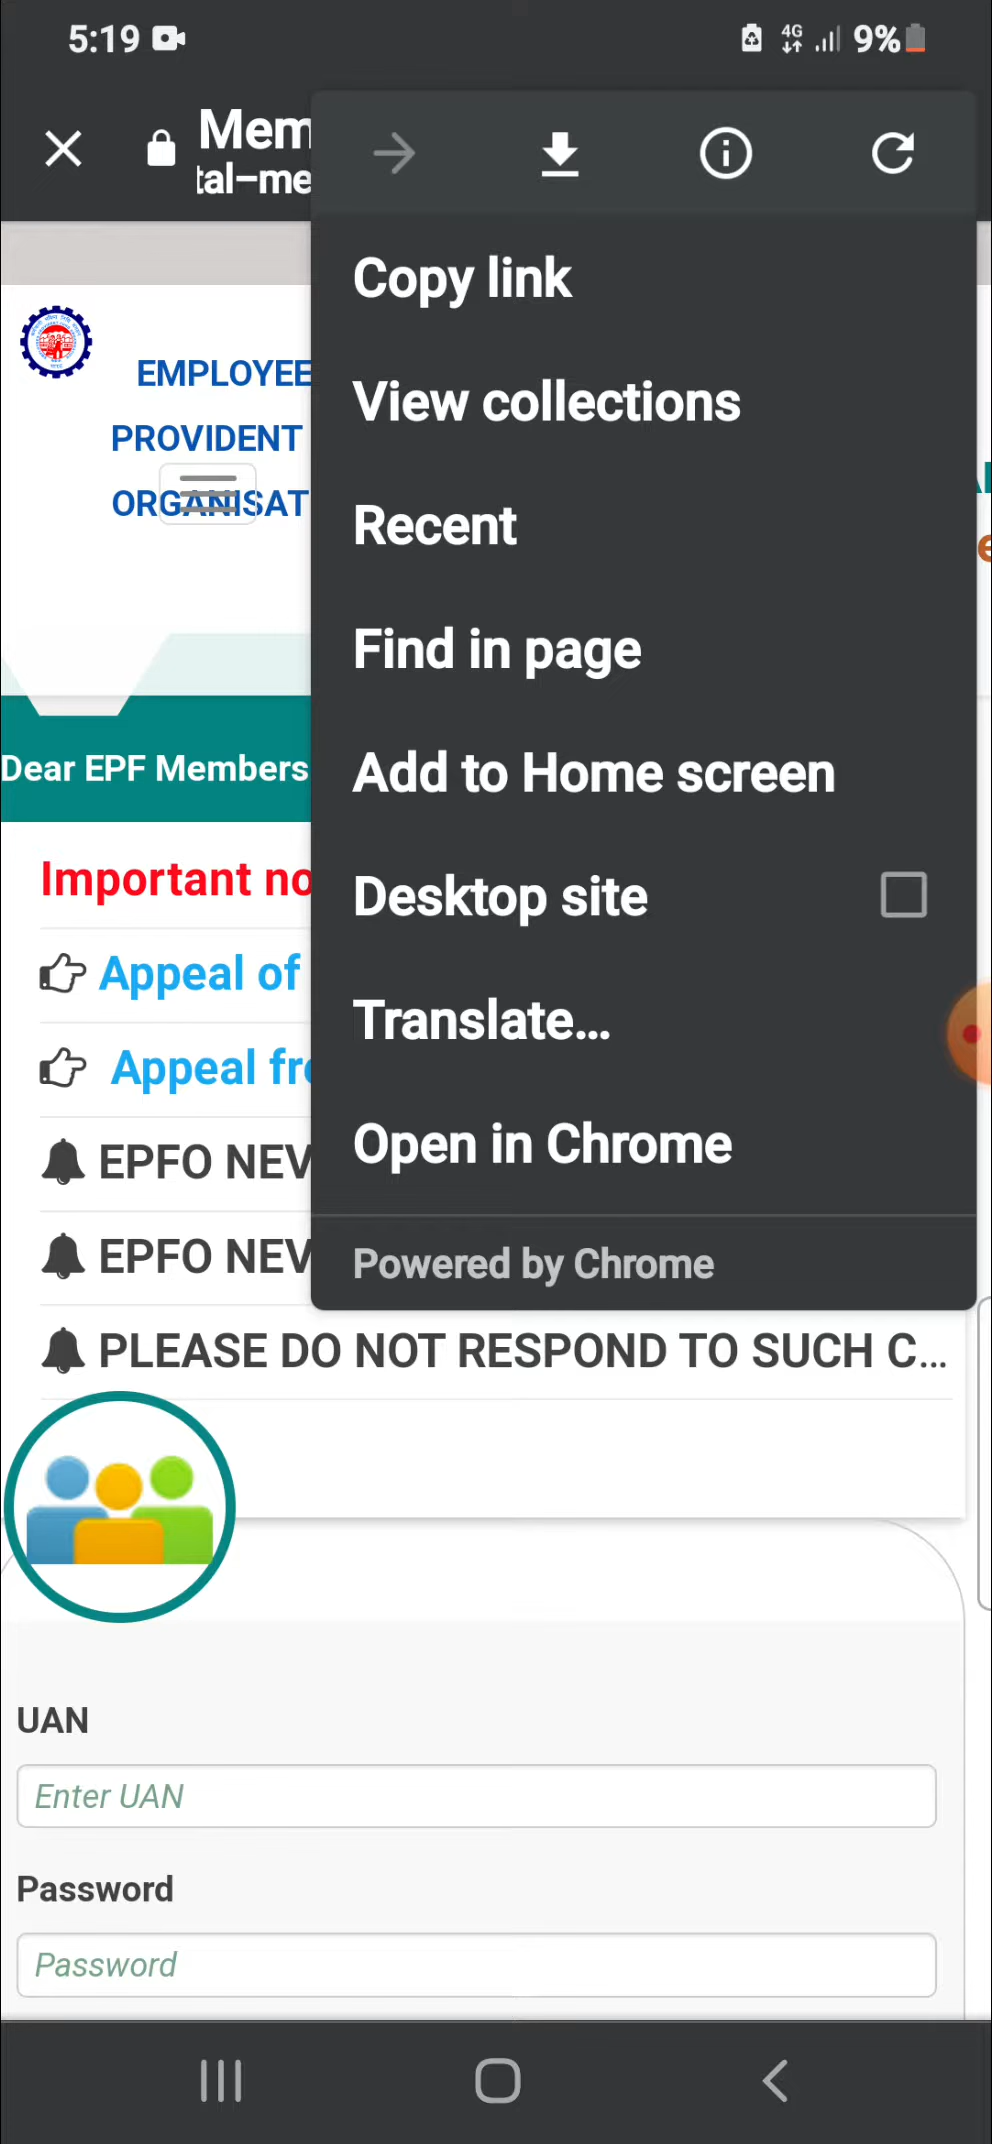 5:19
4G
9%
Mem
tal-me
Copy link
View collections
Recent
Find in page
Add to Home screen
Desktop site
Translate...
Open in Chrome
Powered by Chrome
EMPLOYEE
PROVIDENT
ORGANISAT
Dear EPF Members
Important no
Appeal of
Appeal fr
EPFO NEV
EPFO NEV
PLEASE DO NOT RESPOND TO SUCH C...
UAN
Enter UAN
Password
Password